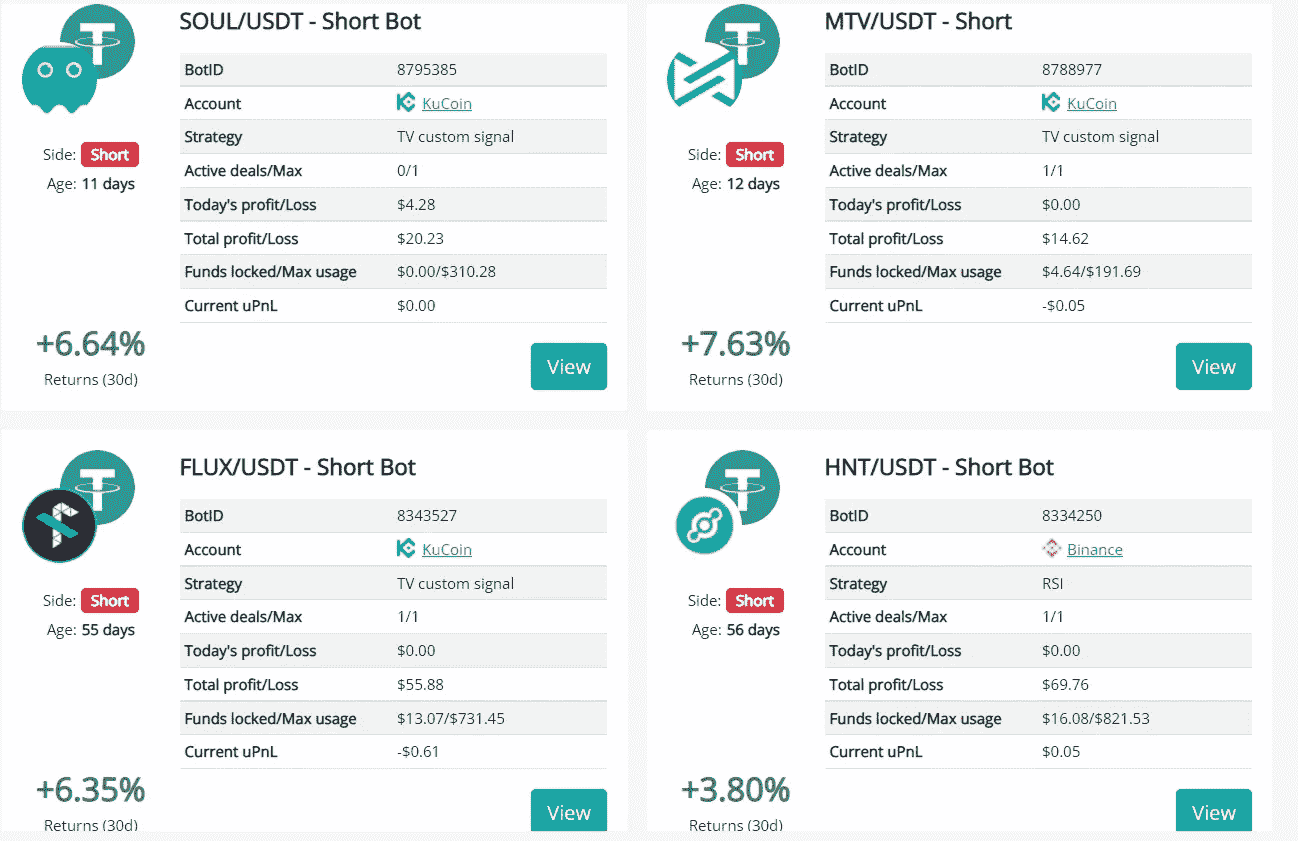 SOUL/USDT - Short Bot
BotID 8795385
Account KuCoin
Strategy TV custom signal
Active deals/Max 0/1
Today's profit/Loss $4.28
Total profit/Loss $20.23
Funds locked/Max usage $0.00/$310.28
Current uPnL $0.00
Side: Short
Age: 11 days
+6.64%
Returns (30d)
View
MTV/USDT - Short
BotID 8788977
Account KuCoin
Strategy TV custom signal
Active deals/Max 1/1
Today's profit/Loss $0.00
Total profit/Loss $14.62
Funds locked/Max usage $4.64/$191.69
Current uPnL -$0.05
Side: Short
Age: 12 days
+7.63%
Returns (30d)
View
FLUX/USDT - Short Bot
BotID 8343527
Account KuCoin
Strategy TV custom signal
Active deals/Max 1/1
Today's profit/Loss $0.00
Total profit/Loss $55.88
Funds locked/Max usage $13.07/$731.45
Current uPnL -$0.61
Side: Short
Age: 55 days
+6.35%
Returns (30d)
View
HNT/USDT - Short Bot
BotID 8334250
Account Binance
Strategy RSI
Active deals/Max 1/1
Today's profit/Loss $0.00
Total profit/Loss $69.76
Funds locked/Max usage $16.08/$821.53
Current uPnL $0.05
Side: Short
Age: 56 days
+3.80%
Returns (30d)
View